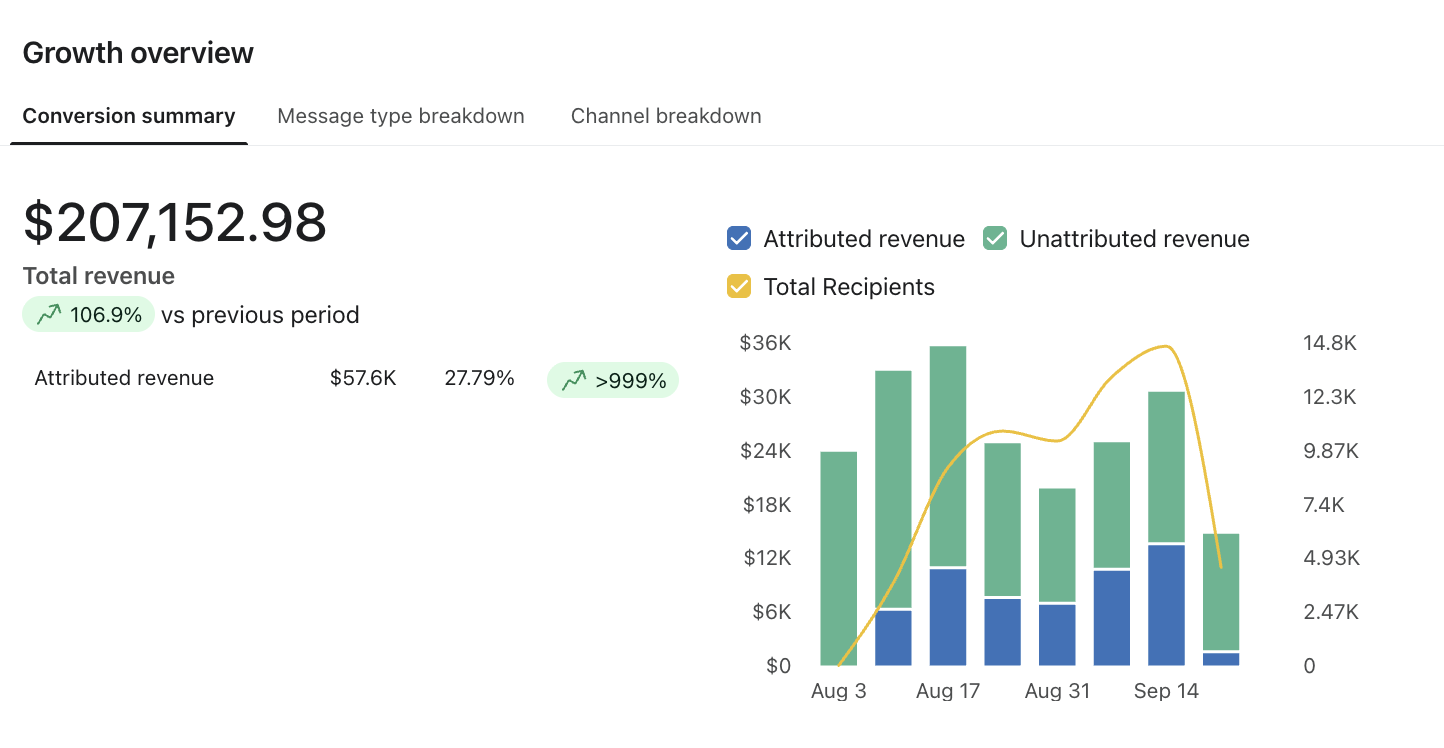 Growth overview
Conversion summary Message type breakdown Channel breakdown
$207,152.98
Total revenue
106.9% vs previous period
Attributed revenue $57.6K 27.79% >999%
Attributed revenue Unattributed revenue
Total Recipients
$36K 14.8K
$30K 12.3K
$24K 9.87K
$18K 7.4K
$12K 4.93K
$6K 2.47K
$0 0
Aug 3 Aug 17 Aug 31 Sep 14